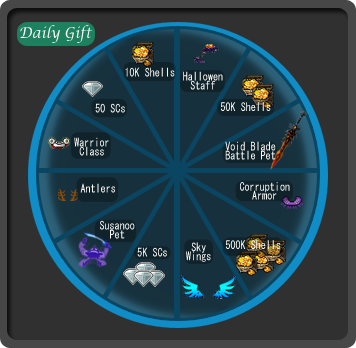 Daily Gift
10K Shells
Hallowen
Staff
50 SCs
50K Shells
Warrior
Class
Void Blade
Battle Pet
Antlers
Corruption
Armor
Susanoo
Pet
5K SCs
Sky
Wings
500K Shells